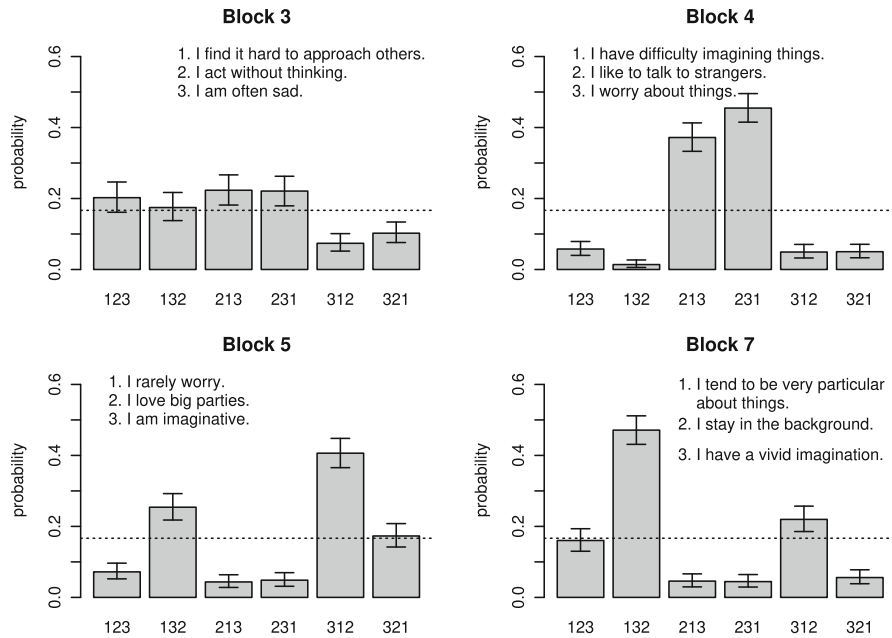 Block 3
1. I find it hard to approach others.
2. I act without thinking.
3. I am often sad.
probability
0.6
0.4
0.2
0.0
123 132 213 231 312 321
Block 4
1. I have difficulty imagining things.
2. I like to talk to strangers.
3. I worry about things.
probability
0.6
0.4
0.2
0.0
123 132 213 231 312 321
Block 5
1. I rarely worry.
2. I love big parties.
3. I am imaginative.
probability
0.6
0.4
0.2
0.0
123 132 213 231 312 321
Block 7
1. I tend to be very particular
about things.
2. I stay in the background.
3. I have a vivid imagination.
probability
0.6
0.4
0.2
0.0
123 132 213 231 312 321